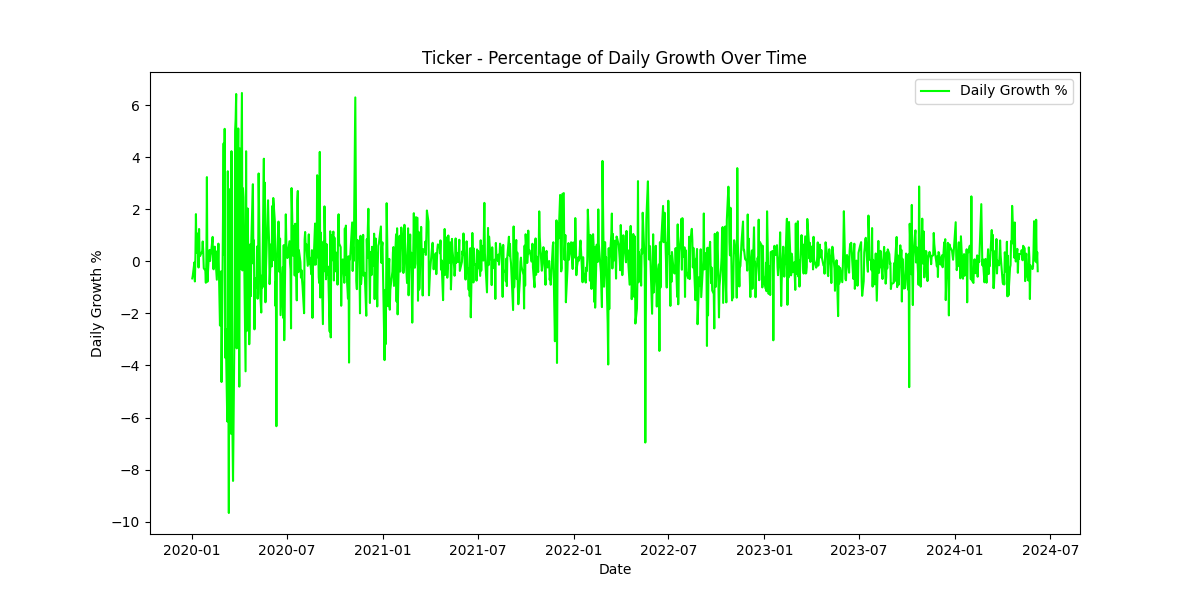 Ticker - Percentage of Daily Growth Over Time
Daily Growth %
6
4
2
0
−2
−4
−6
−8
−10
Daily Growth %
2020-01 2020-07 2021-01 2021-07 2022-01 2022-07 2023-01 2023-07 2024-01 2024-07
Date